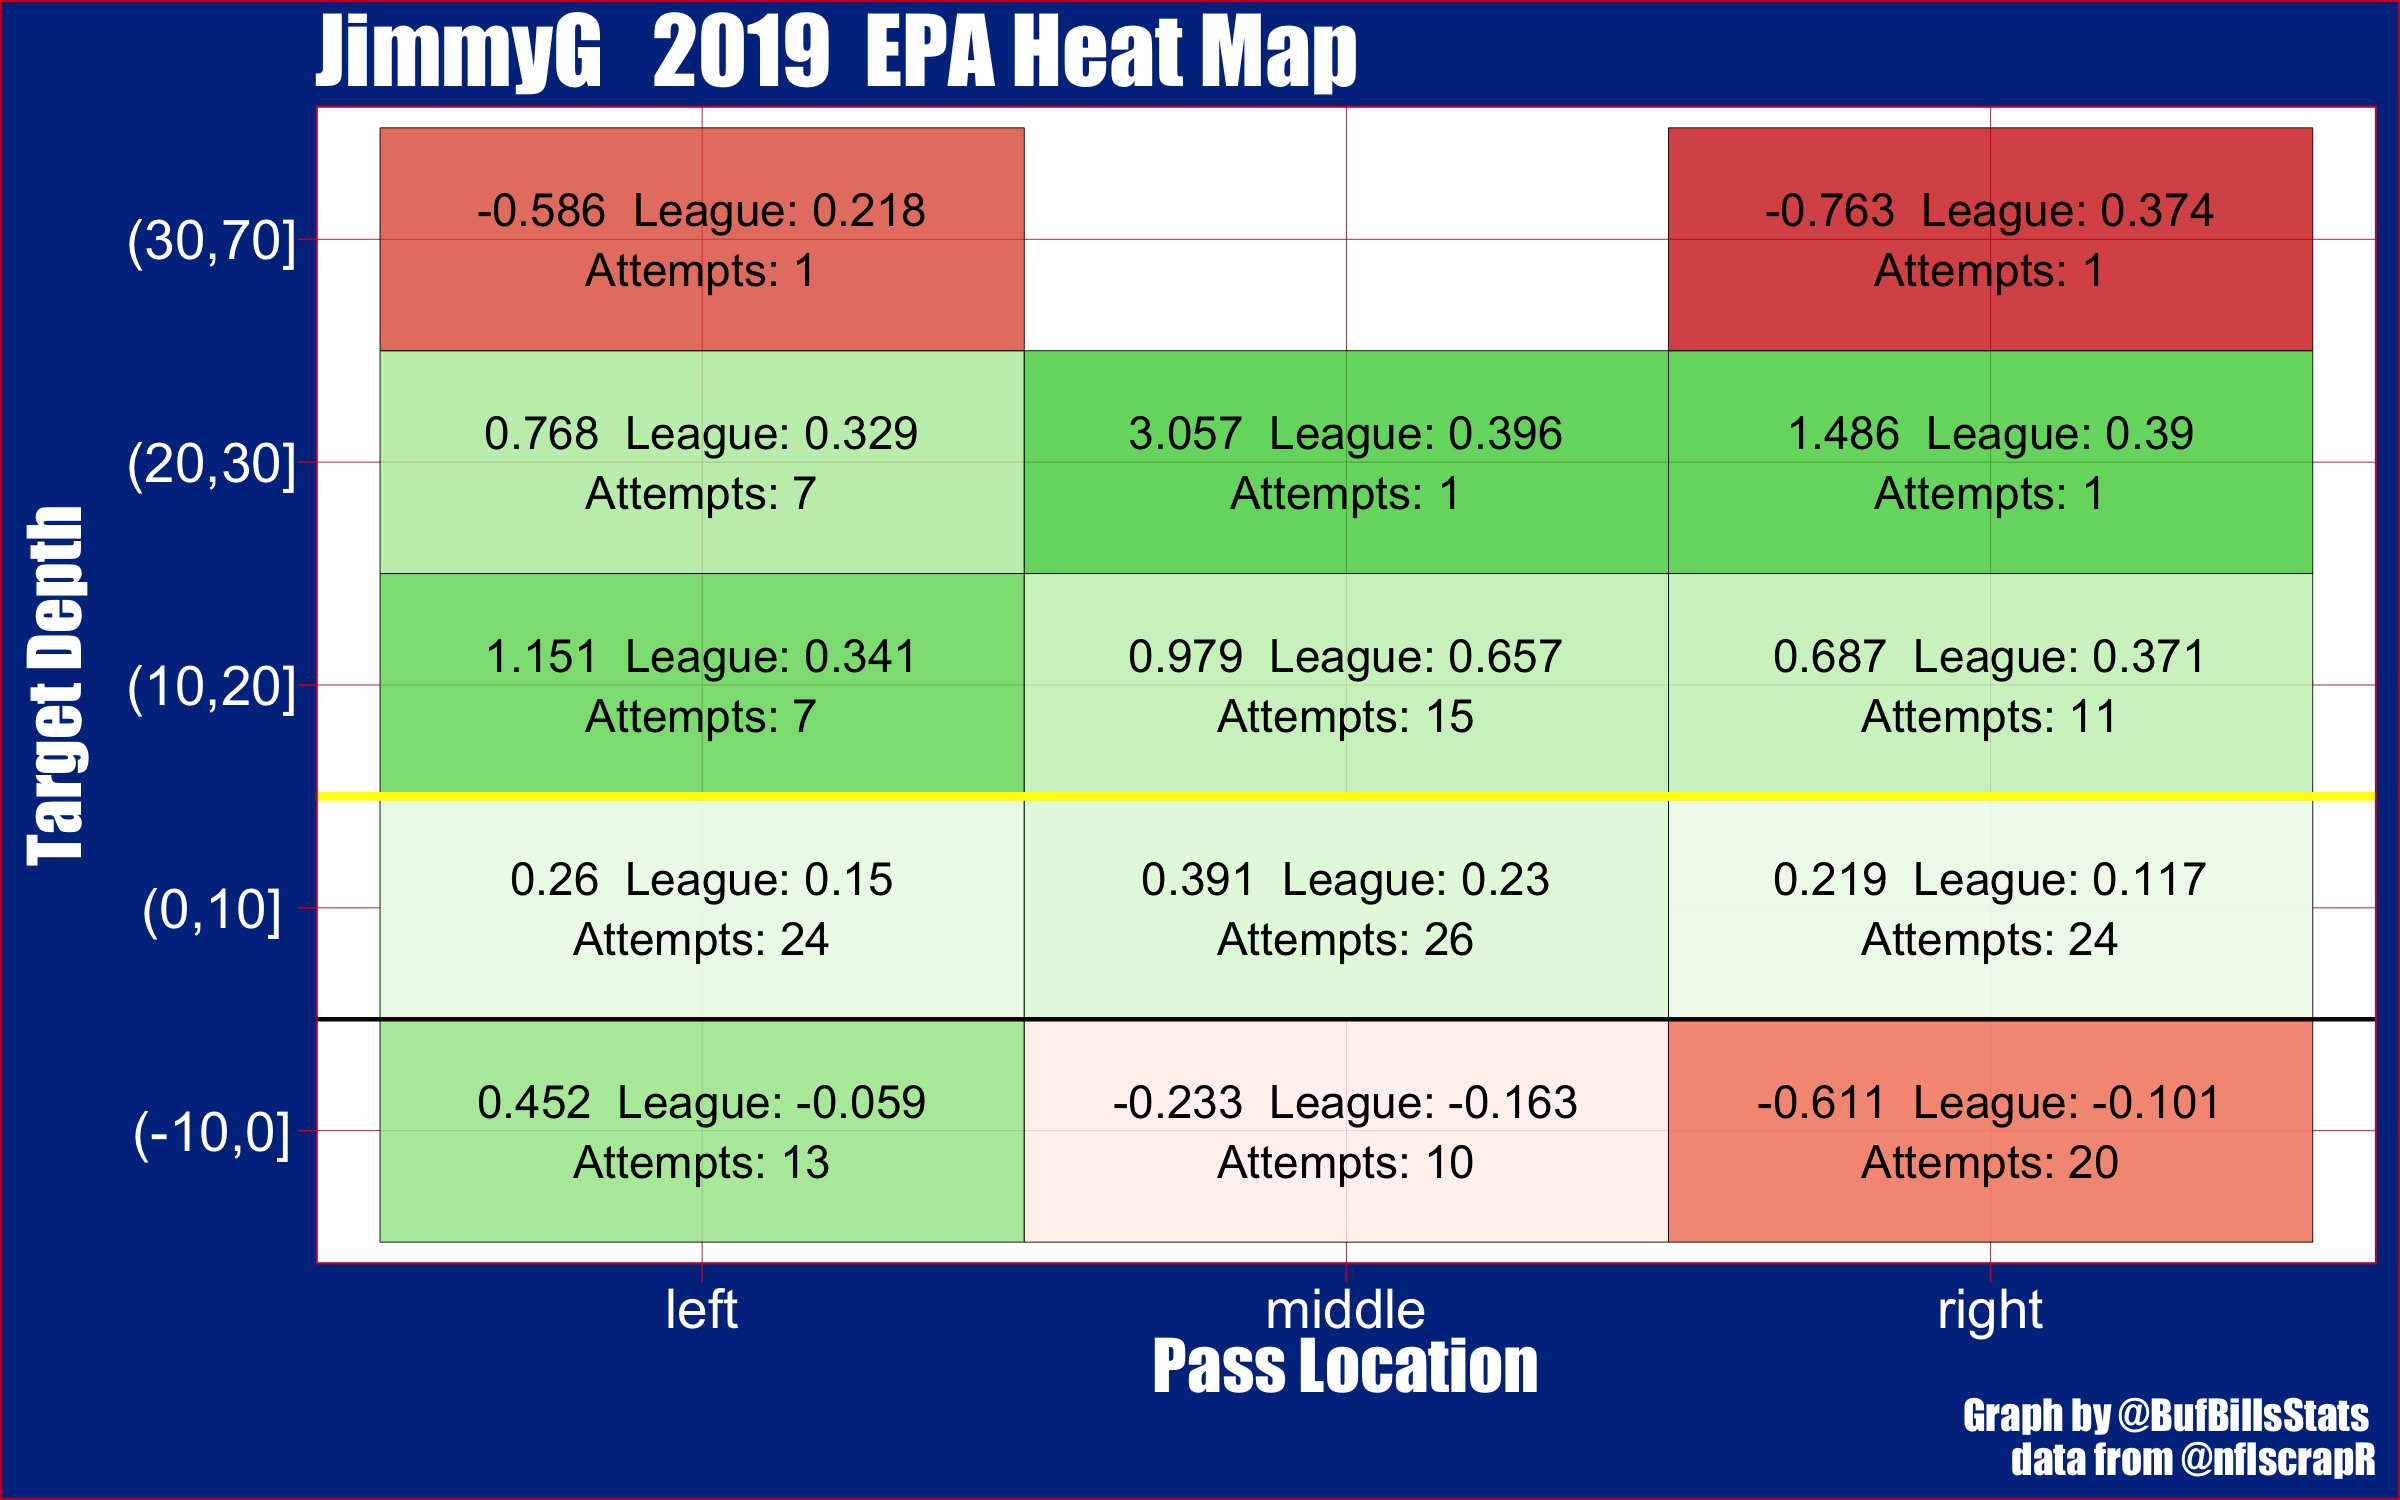 JimmyG 2019 EPA Heat Map
Target Depth
(30,70]
-0.586 League: 0.218
Attempts: 1
-0.763 League: 0.374
Attempts: 1
(20,30]
0.768 League: 0.329
Attempts: 7
3.057 League: 0.396
Attempts: 1
1.486 League: 0.39
Attempts: 1
(10,20]
1.151 League: 0.341
Attempts: 7
0.979 League: 0.657
Attempts: 15
0.687 League: 0.371
Attempts: 11
(0,10]
0.26 League: 0.15
Attempts: 24
0.391 League: 0.23
Attempts: 26
0.219 League: 0.117
Attempts: 24
(-10,0]
0.452 League: -0.059
Attempts: 13
-0.233 League: -0.163
Attempts: 10
-0.611 League: -0.101
Attempts: 20
left
middle
right
Pass Location
Graph by @BufBillsStats
data from @nflscrapR